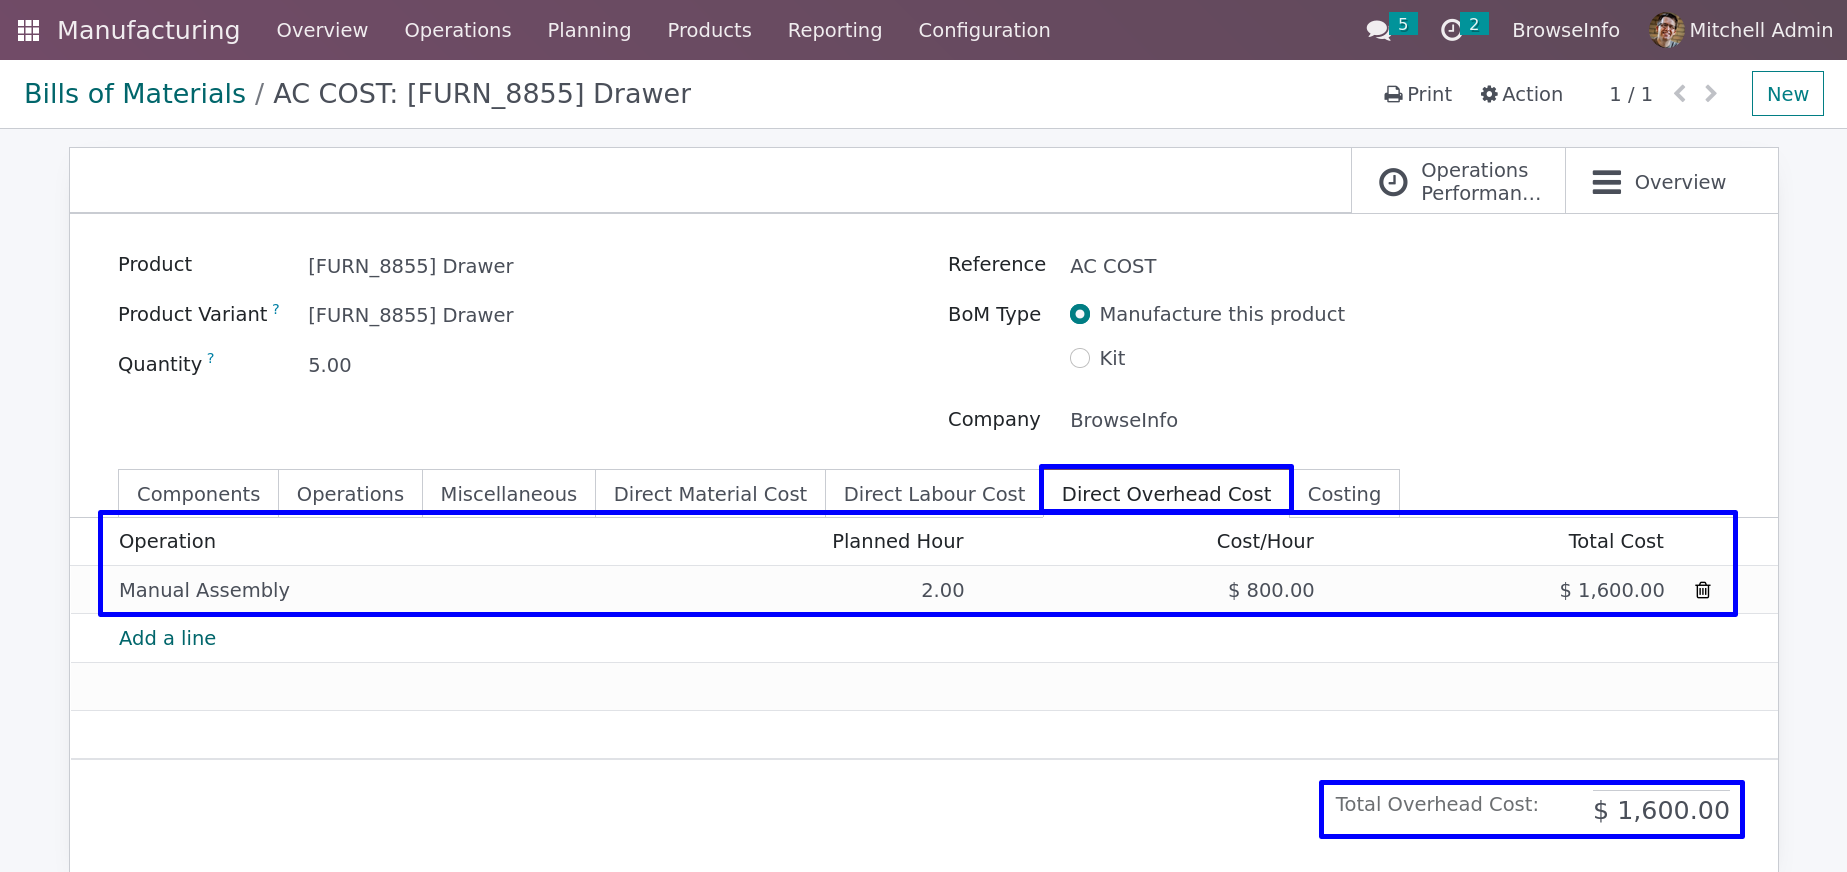 Manufacturing Overview Operations Planning Products Reporting Configuration 5 2 BrowseInfo Mitchell Admin
Bills of Materials / AC COST: [FURN_8855] Drawer Print Action 1 / 1 New
Operations
Performan...
Overview
Product [FURN_8855] Drawer
Product Variant ? [FURN_8855] Drawer
Quantity ? 5.00
Reference AC COST
BoM Type Manufacture this product
Kit
Company BrowseInfo
Components Operations Miscellaneous Direct Material Cost Direct Labour Cost Direct Overhead Cost Costing
Operation Planned Hour Cost/Hour Total Cost
Manual Assembly 2.00 $ 800.00 $ 1,600.00
Add a line
Total Overhead Cost: $ 1,600.00